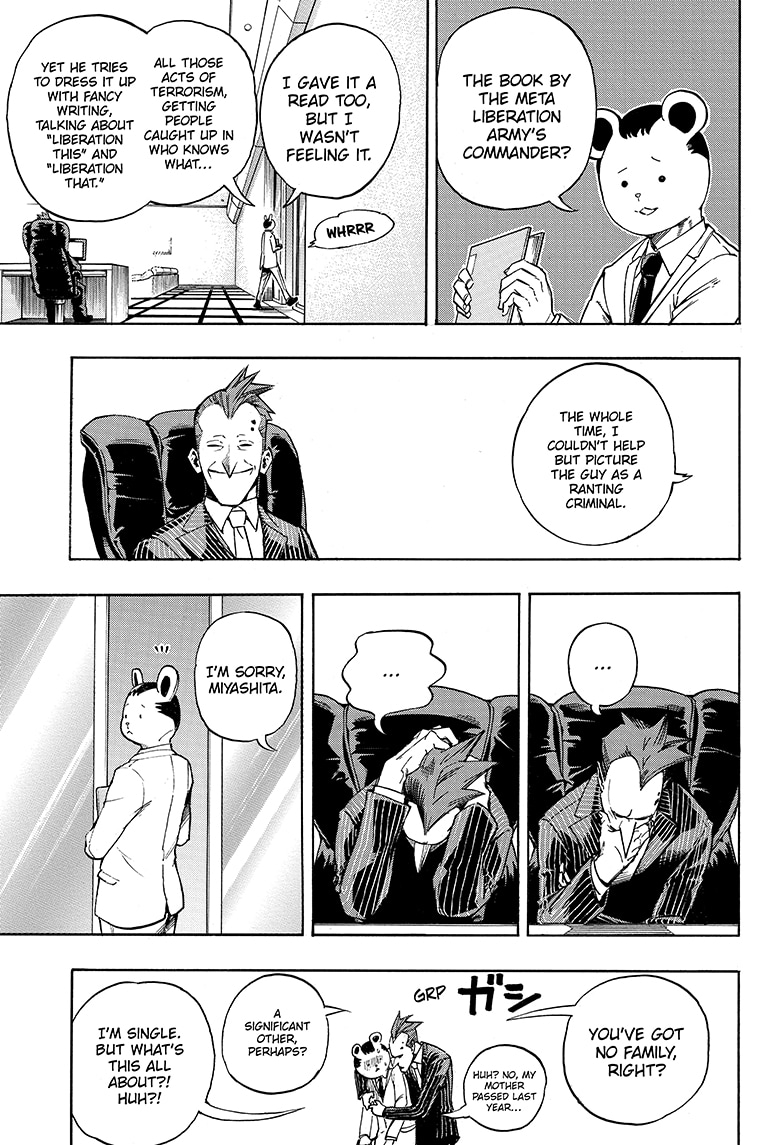 THE BOOK BY
THE META
LIBERATION
ARMY'S
COMMANDER?
I GAVE IT A
READ TOO,
BUT I
WASN'T
FEELING IT.
WHRRR
ALL THOSE
ACTS OF
TERRORISM,
GETTING
PEOPLE
CAUGHT UP IN
WHO KNOWS
WHAT...
YET HE TRIES
TO DRESS IT UP
WITH FANCY
WRITING,
TALKING ABOUT
"LIBERATION
THIS" AND
"LIBERATION
THAT."
THE WHOLE
TIME, I
COULDN'T HELP
BUT PICTURE
THE GUY AS A
RANTING
CRIMINAL.
...
...
I'M SORRY,
MIYASHITA.
YOU'VE GOT
NO FAMILY,
RIGHT?
GRP
ガシ
HUH? NO, MY
MOTHER
PASSED LAST
YEAR...
A
SIGNIFICANT
OTHER,
PERHAPS?
I'M SINGLE.
BUT WHAT'S
THIS ALL
ABOUT?!
HUH?!